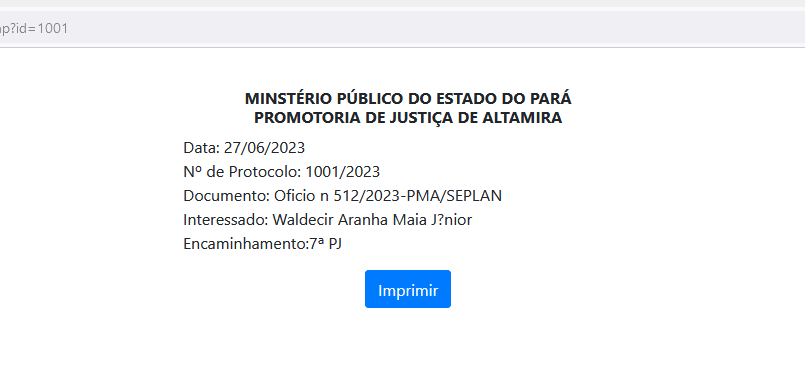 p?id=1001
MINSTÉRIO PÚBLICO DO ESTADO DO PARÁ
PROMOTORIA DE JUSTIÇA DE ALTAMIRA
Data: 27/06/2023
Nº de Protocolo: 1001/2023
Documento: Oficio n 512/2023-PMA/SEPLAN
Interessado: Waldecir Aranha Maia J?nior
Encaminhamento:7ª PJ
Imprimir